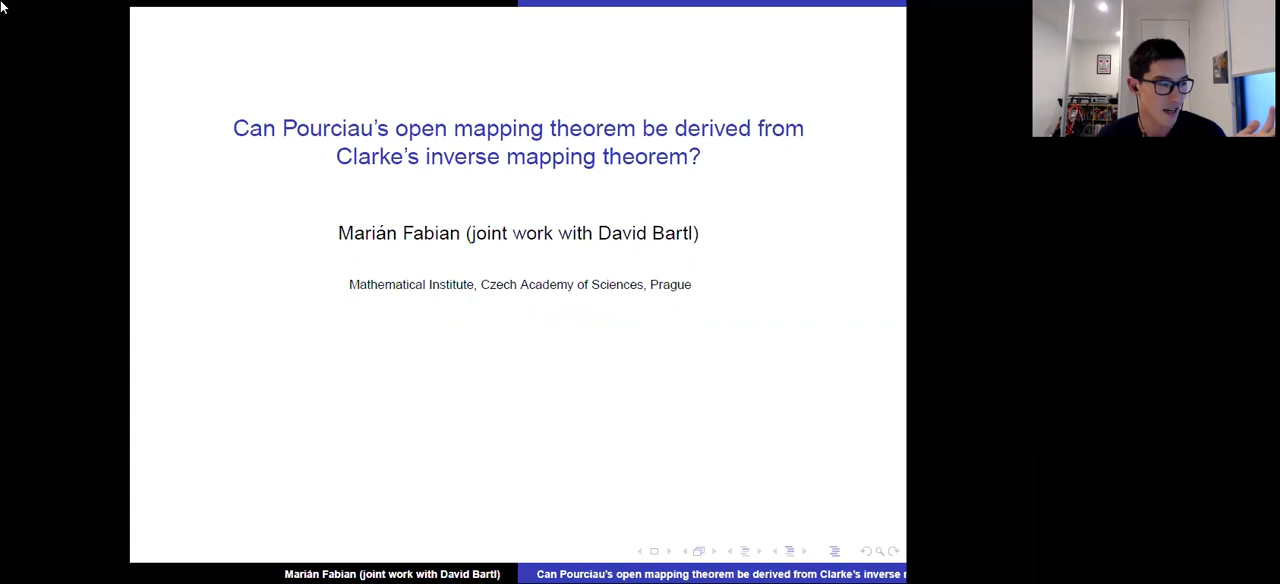 Can Pourciau's open mapping theorem be derived from
Clarke's inverse mapping theorem?
Marián Fabian (joint work with David Bartl)
Mathematical Institute, Czech Academy of Sciences, Prague
Marián Fabian (joint work with David Bartl)
Can Pourciau's open mapping theorem be derived from Clarke's inverse